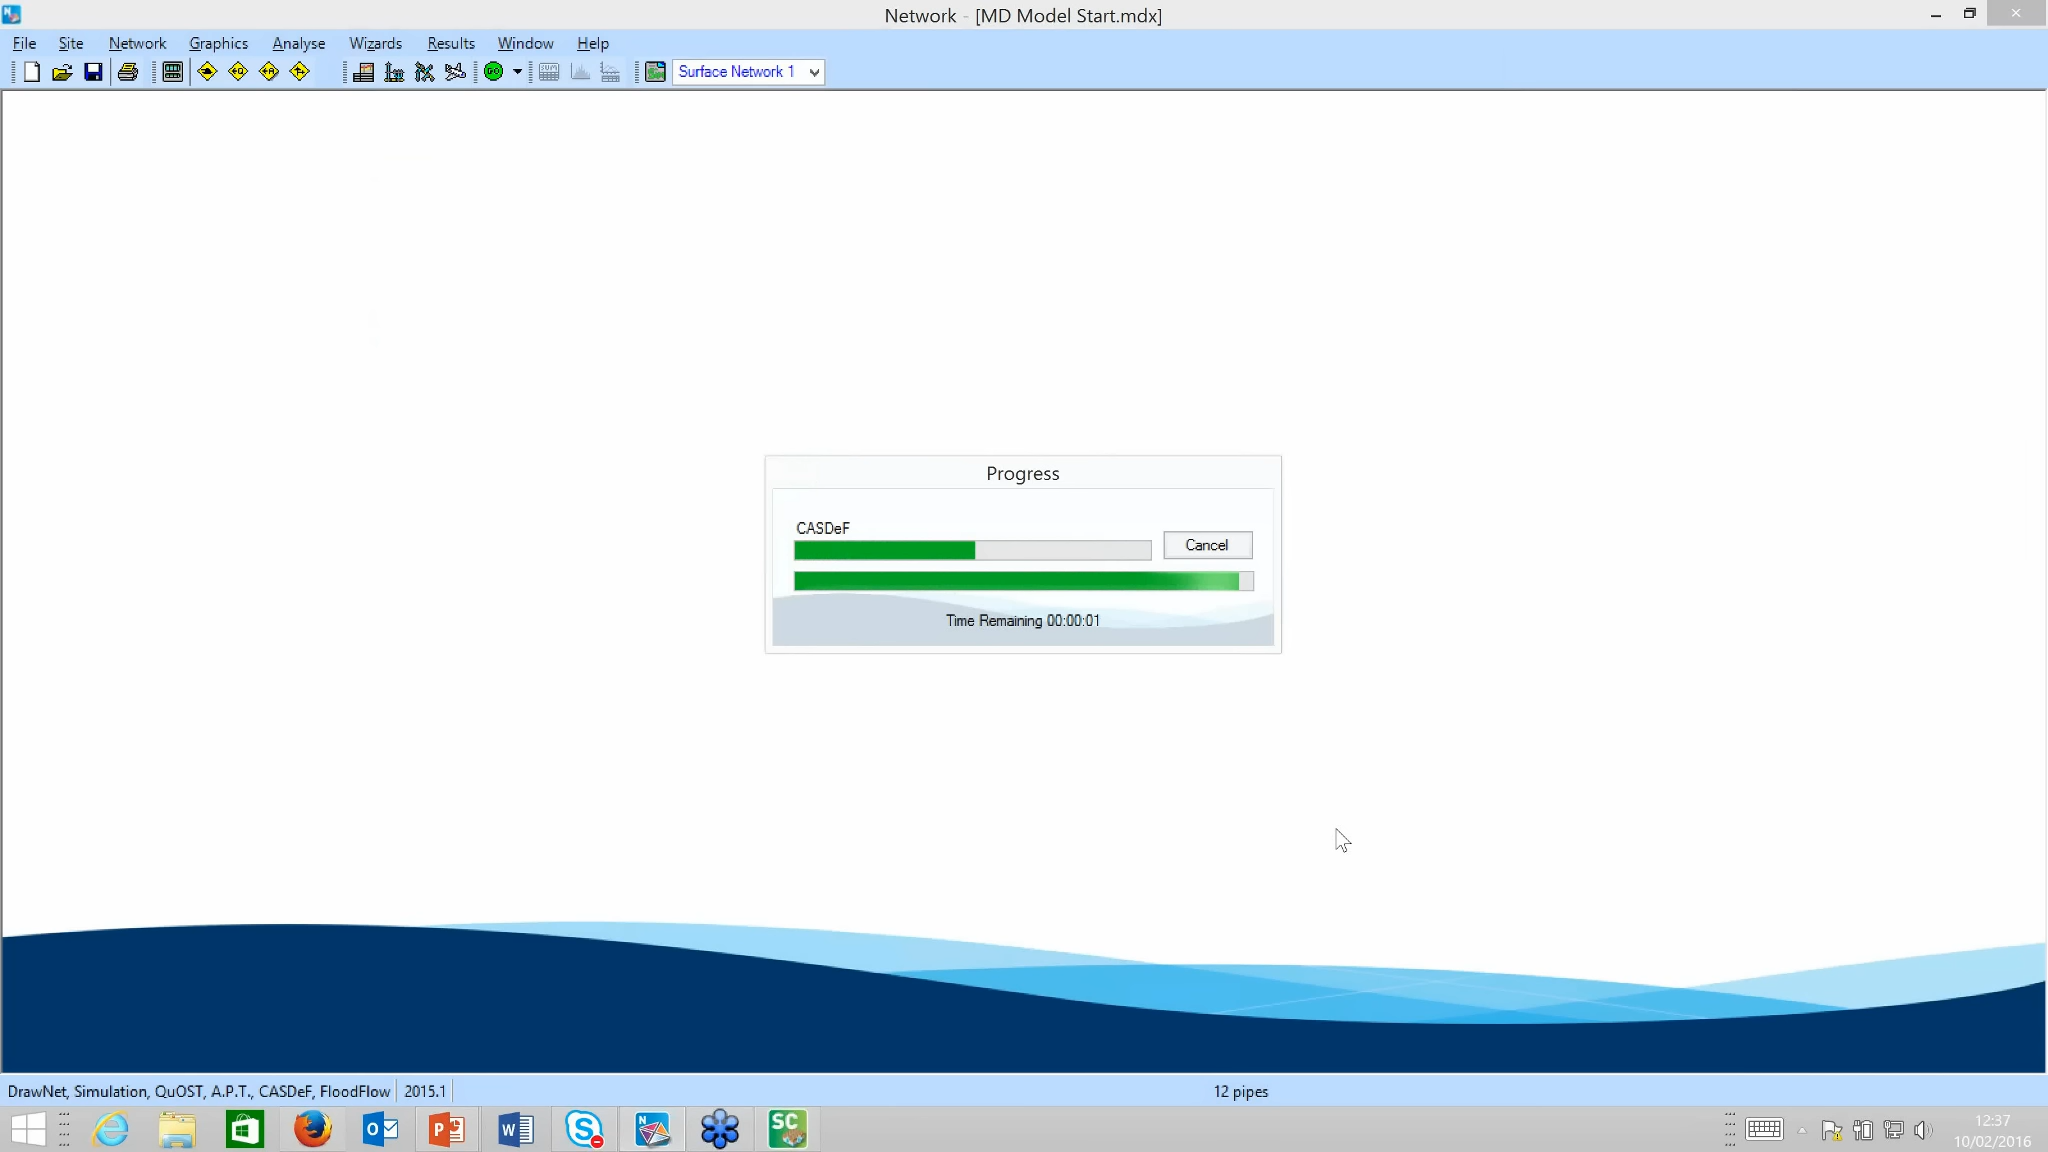 Network - [MD Model Start.mdx]
File Site Network Graphics Analyse Wizards Results Window Help
Surface Network 1
Progress
CASDeF
Cancel
Time Remaining 00:00:01
DrawNet, Simulation, QuOST, A.P.T., CASDeF, FloodFlow 2015.1 12 pipes
SC
12:37
10/02/2016